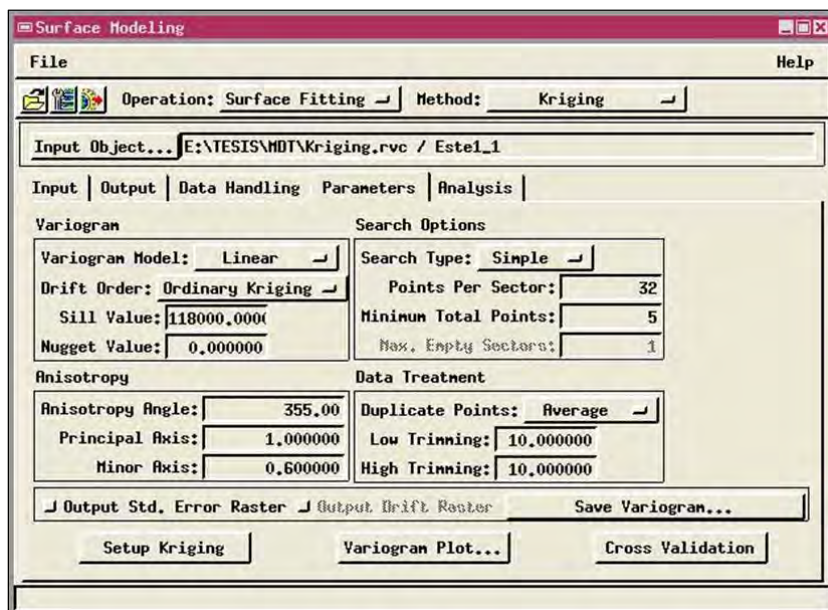 Surface Modeling
File Help
Operation: Surface Fitting Method: Kriging
Input Object... E:\TESIS\MDT\Kriging.rvc / Este1_1
Input Output Data Handling Parameters Analysis
Variogram Search Options
Variogram Model: Linear Search Type: Simple
Drift Order: Ordinary Kriging Points Per Sector: 32
Sill Value: 118000.000( Minimum Total Points: 5
Nugget Value: 0.000000 Max. Empty Sectors: 1
Anisotropy Data Treatment
Anisotropy Angle: 355.00 Duplicate Points: Average
Principal Axis: 1.000000 Low Trimming: 10.000000
Minor Axis: 0.600000 High Trimming: 10.000000
Output Std. Error Raster Output Drift Raster Save Variogram...
Setup Kriging Variogram Plot... Cross Validation